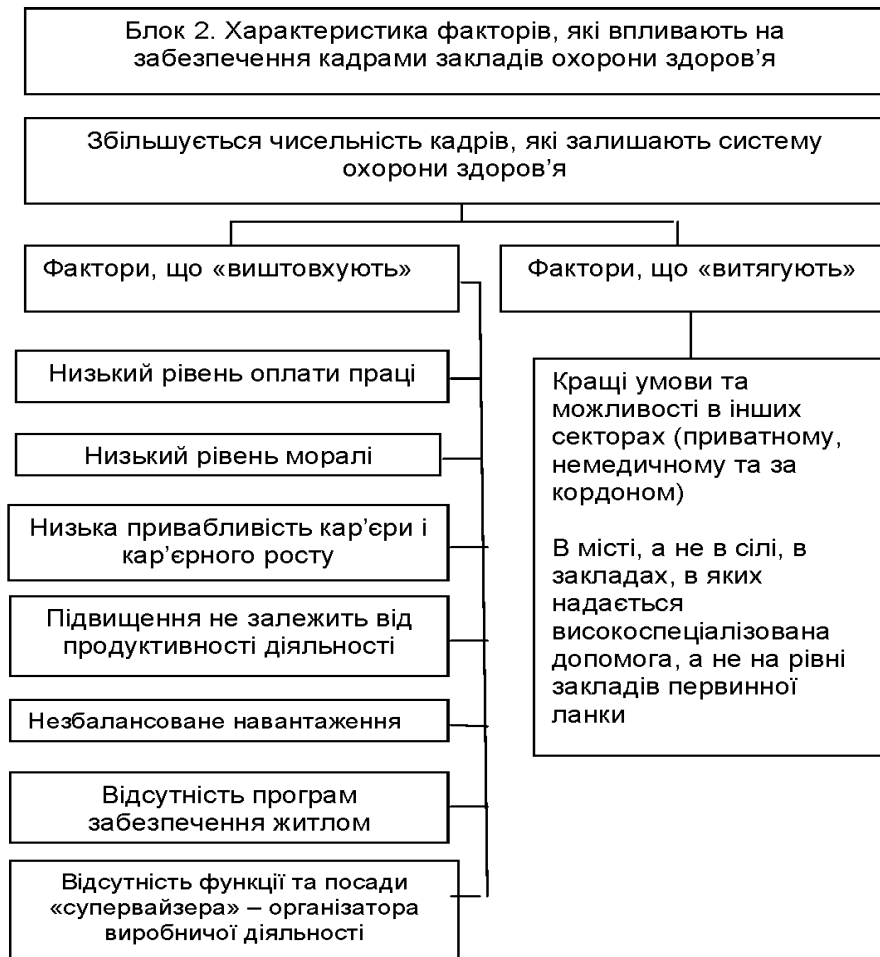 Блок 2. Характеристика факторів, які впливають на
забезпечення кадрами закладів охорони здоров’я
Збільшується чисельність кадрів, які залишають систему
охорони здоров’я
Фактори, що «виштовхують»
Фактори, що «витягують»
Низький рівень оплати праці
Низький рівень моралі
Низька привабливість кар’єри і
кар’єрного росту
Підвищення не залежить від
продуктивності діяльності
Незбалансоване навантаження
Відсутність програм
забезпечення житлом
Відсутність функції та посади
«супервайзера» – організатора
виробничої діяльності
Кращі умови та
можливості в інших
секторах (приватному,
немедичному та за
кордоном)
В місті, а не в сілі, в
закладах, в яких
надається
високоспеціалізована
допомога, а не на рівні
закладів первинної
ланки